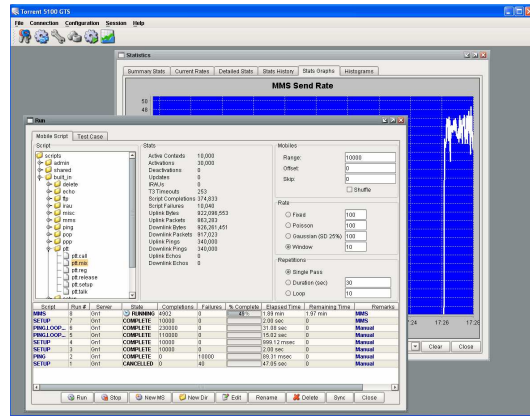 Torrent 5100 GTS
File Connection Configuration Session Help
Statistics
Summary Stats Current Rates Detailed Stats Stats History Stats Graphs Histograms
MMS Send Rate
50
48
Run
Mobile Script Test Case
Script
scripts
admin
shared
built_in
delete
echo
ftp
irau
misc
mms
ping
pop
ppp
ptt
ptt.call
ptt.ms
ptt.reg
ptt.release
ptt.setup
ptt.talk
Stats
Active Contexts 10,000
Activations 30,000
Deactivations 0
Updates 0
IRAUs 0
T3 Timeouts 253
Script Completions 374,833
Script Failures 10,040
Uplink Bytes 822,096,553
Uplink Packets 863,283
Downlink Bytes 826,261,451
Downlink Packets 917,023
Uplink Pings 340,000
Downlink Pings 340,000
Uplink Echos 0
Downlink Echos 0
Mobiles
Range: 10000
Offset: 0
Skip: 0
Shuffle
Rate
Fixed 100
Poisson 100
Gaussian (SD 25%) 100
Window 10
Repetitions
Single Pass
Duration (sec) 30
Loop 10
Script Run # Server State Completions Failures % Complete Elapsed Time Remaining Time Remarks
MMS 8 Gn1 RUNNING 4902 0 49% 1.89 min 1.97 min MMS
SETUP 7 Gn1 COMPLETE 10000 0 2.00 sec 0 MMS
PINGLOOP... 6 Gn1 COMPLETE 230000 0 31.08 sec 0 Manual
PINGLOOP... 5 Gn1 COMPLETE 110000 0 15.02 sec 0 Manual
SETUP 4 Gn1 COMPLETE 10000 0 999.12 msec 0 Manual
SETUP 3 Gn1 COMPLETE 10000 0 2.00 sec 0 Manual
PING 2 Gn1 COMPLETE 0 10000 89.31 msec 0 Manual
SETUP 1 Gn1 CANCELLED 0 40 47.05 sec 0 Manual
Run Stop New MS New Dir Edit Rename Delete Sync Close
17:26 17:28
Clear Close